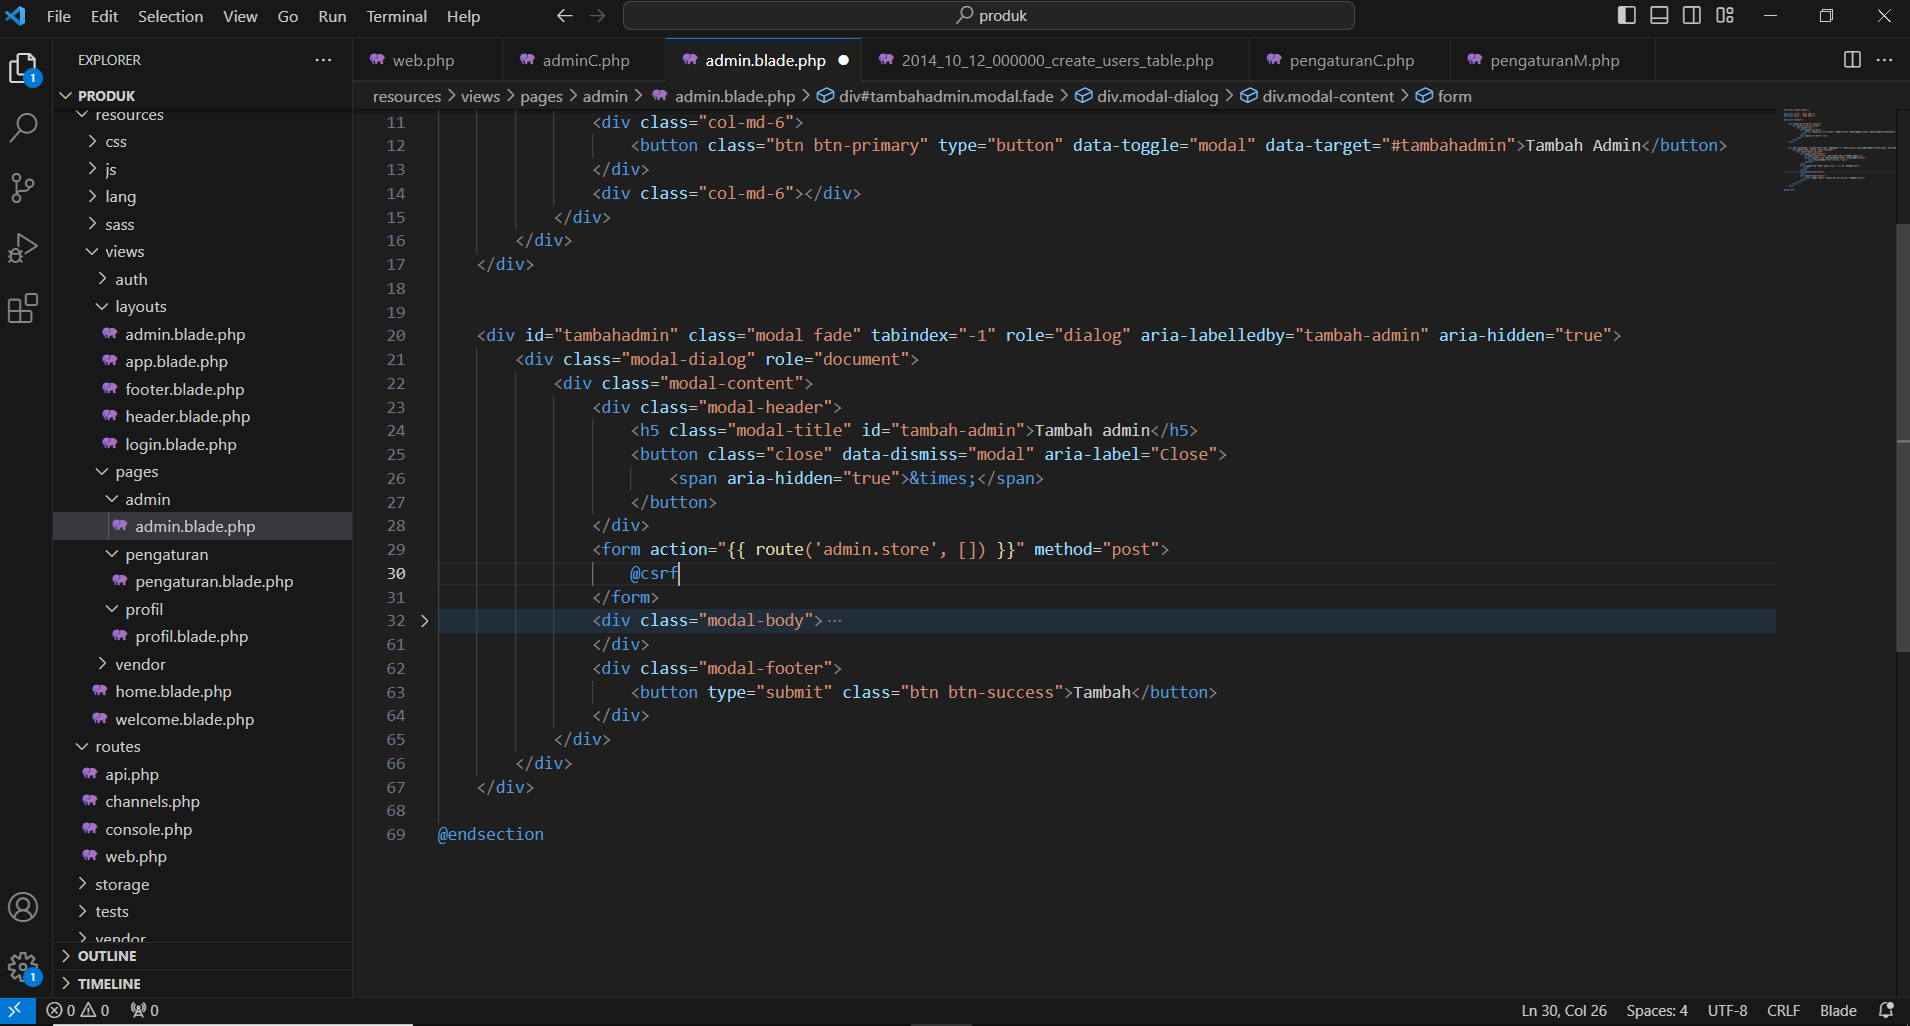 File Edit Selection View Go Run Terminal Help
produk
EXPLORER
PRODUK
resources
css
js
lang
sass
views
auth
layouts
admin.blade.php
app.blade.php
footer.blade.php
header.blade.php
login.blade.php
pages
admin
admin.blade.php
pengaturan
pengaturan.blade.php
profil
profil.blade.php
vendor
home.blade.php
welcome.blade.php
routes
api.php
channels.php
console.php
web.php
storage
tests
vendor
OUTLINE
TIMELINE
web.php adminC.php admin.blade.php 2014_10_12_000000_create_users_table.php pengaturanC.php pengaturanM.php
resources > views > pages > admin > admin.blade.php > div#tambahadmin.modal.fade > div.modal-dialog > div.modal-content > form
11 <div class="col-md-6">
12 <button class="btn btn-primary" type="button" data-toggle="modal" data-target="#tambahadmin">Tambah Admin</button>
13 </div>
14 <div class="col-md-6"></div>
15 </div>
16 </div>
17 </div>
18
19
20 <div id="tambahadmin" class="modal fade" tabindex="-1" role="dialog" aria-labelledby="tambah-admin" aria-hidden="true">
21 <div class="modal-dialog" role="document">
22 <div class="modal-content">
23 <div class="modal-header">
24 <h5 class="modal-title" id="tambah-admin">Tambah admin</h5>
25 <button class="close" data-dismiss="modal" aria-label="Close">
26 <span aria-hidden="true">&times;</span>
27 </button>
28 </div>
29 <form action="{{ route('admin.store', []) }}" method="post">
30 @csrf
31 </form>
32 <div class="modal-body"> ···
61 </div>
62 <div class="modal-footer">
63 <button type="submit" class="btn btn-success">Tambah</button>
64 </div>
65 </div>
66 </div>
67 </div>
68
69 @endsection
1
1
0 0 0
Ln 30, Col 26 Spaces: 4 UTF-8 CRLF Blade